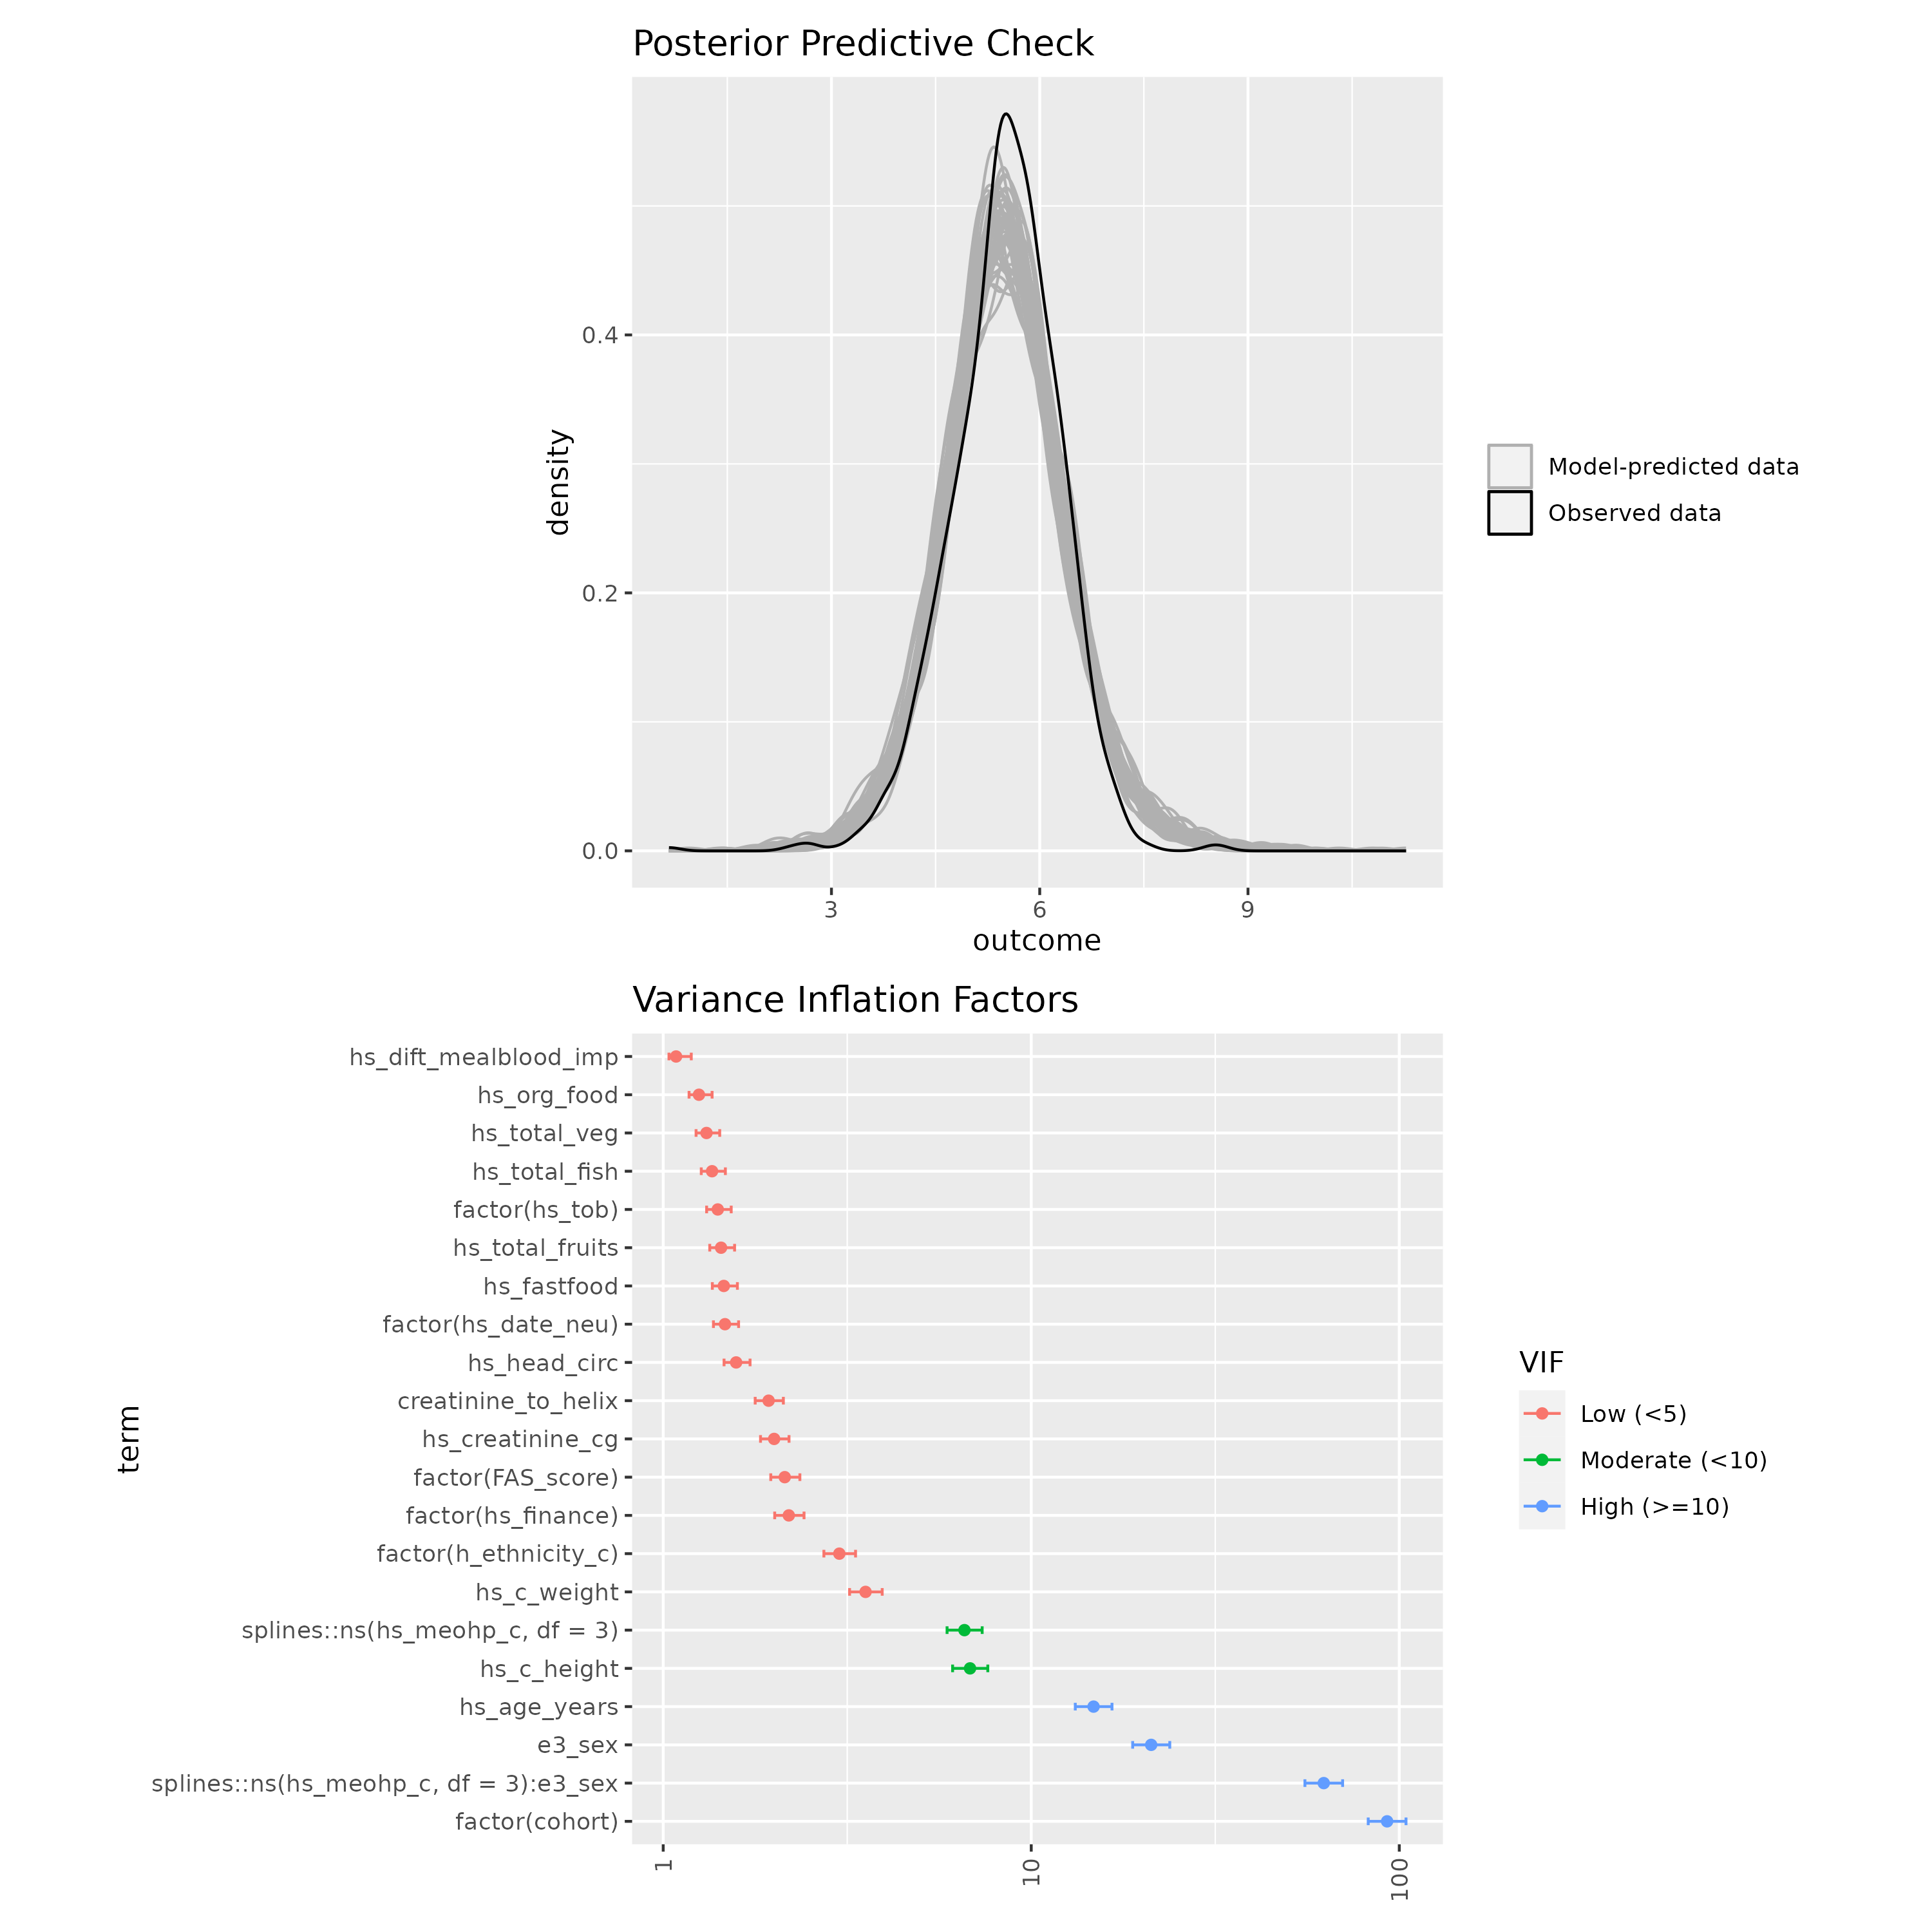 Posterior Predictive Check
density
0.4
0.2
0.0
3
6
9
outcome
Model-predicted data
Observed data
Variance Inflation Factors
term
hs_dift_mealblood_imp
hs_org_food
hs_total_veg
hs_total_fish
factor(hs_tob)
hs_total_fruits
hs_fastfood
factor(hs_date_neu)
hs_head_circ
creatinine_to_helix
hs_creatinine_cg
factor(FAS_score)
factor(hs_finance)
factor(h_ethnicity_c)
hs_c_weight
splines::ns(hs_meohp_c, df = 3)
hs_c_height
hs_age_years
e3_sex
splines::ns(hs_meohp_c, df = 3):e3_sex
factor(cohort)
1
10
100
VIF
Low (<5)
Moderate (<10)
High (>=10)